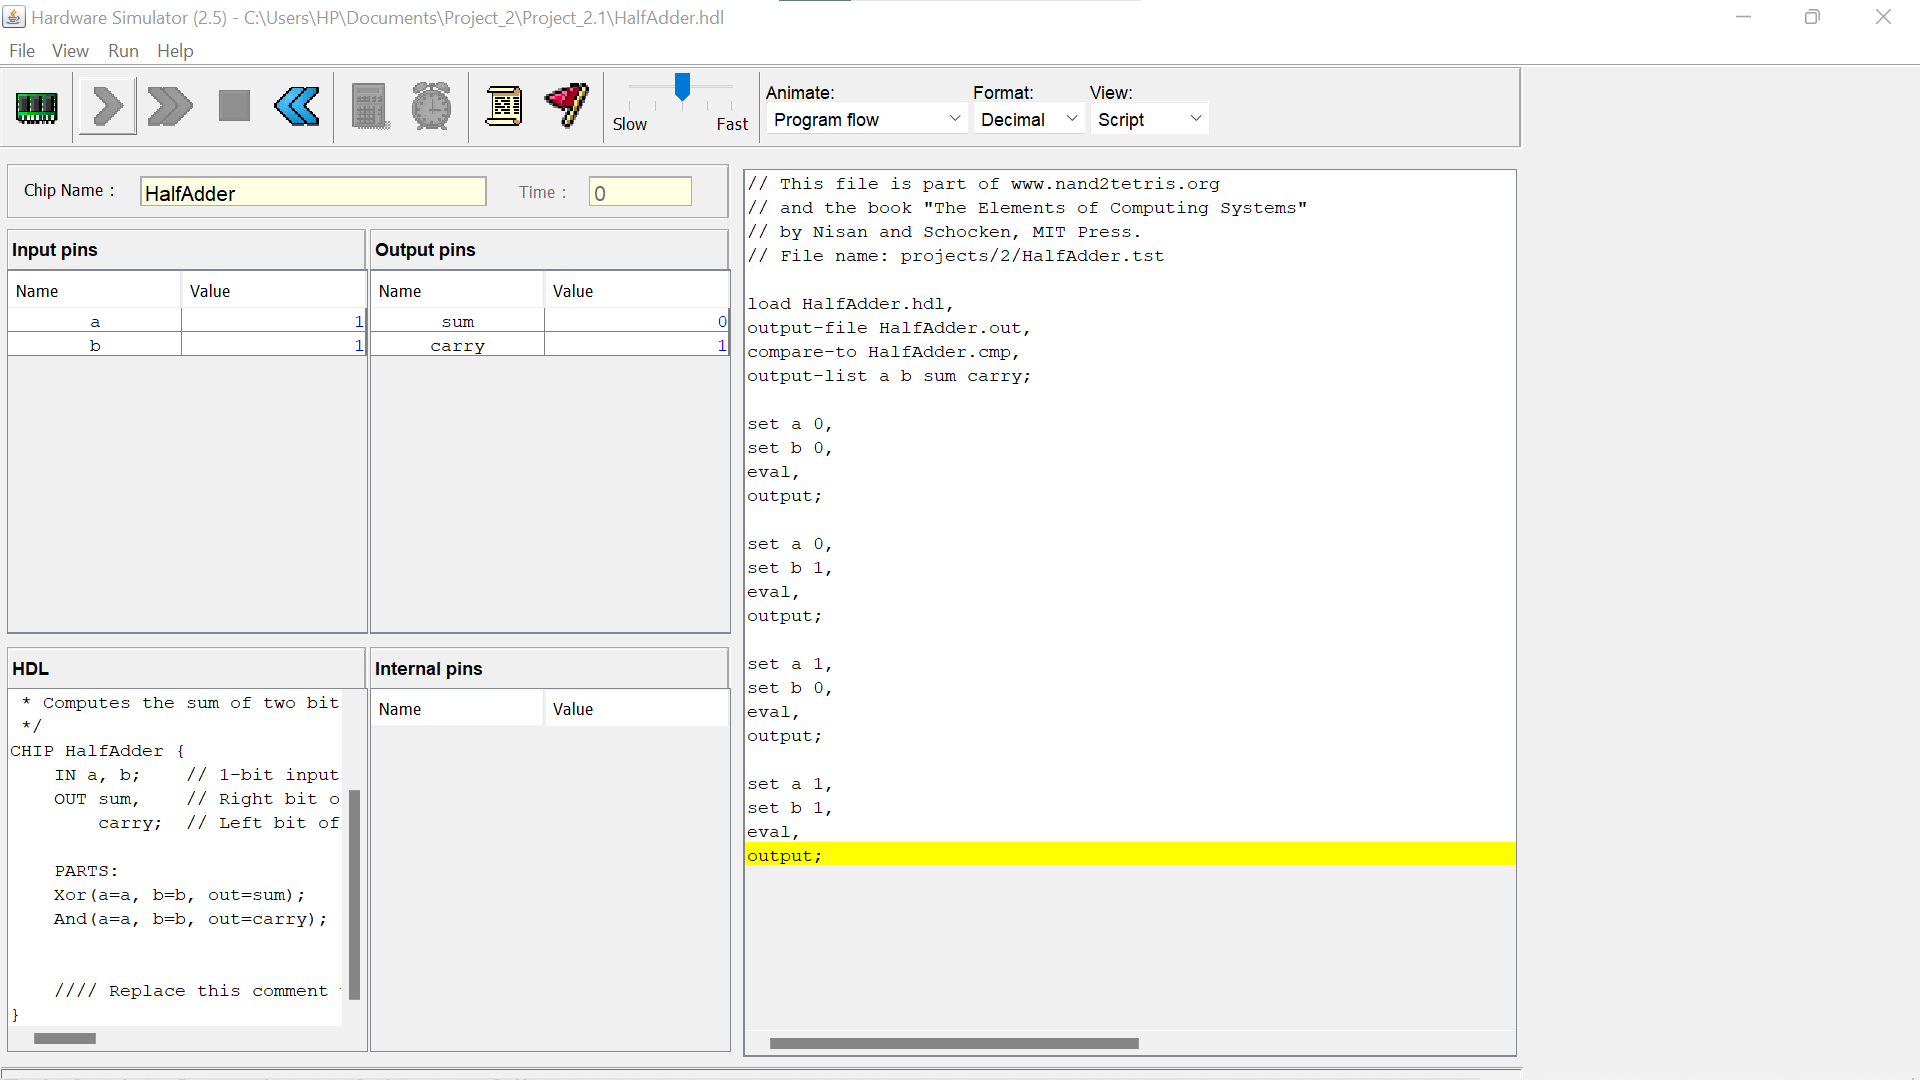 Hardware Simulator (2.5) - C:\Users\HP\Documents\Project_2\Project_2.1\HalfAdder.hdl
File View Run Help
Slow Fast
Animate: Format: View:
Program flow Decimal Script
Chip Name : HalfAdder Time : 0
Input pins
Name Value
a 1
b 1
Output pins
Name Value
sum 0
carry 1
HDL
* Computes the sum of two bit
*/
CHIP HalfAdder {
IN a, b; // 1-bit input
OUT sum, // Right bit o
carry; // Left bit of
PARTS:
Xor(a=a, b=b, out=sum);
And(a=a, b=b, out=carry);
//// Replace this comment
}
Internal pins
Name Value
// This file is part of www.nand2tetris.org
// and the book "The Elements of Computing Systems"
// by Nisan and Schocken, MIT Press.
// File name: projects/2/HalfAdder.tst
load HalfAdder.hdl,
output-file HalfAdder.out,
compare-to HalfAdder.cmp,
output-list a b sum carry;
set a 0,
set b 0,
eval,
output;
set a 0,
set b 1,
eval,
output;
set a 1,
set b 0,
eval,
output;
set a 1,
set b 1,
eval,
output;